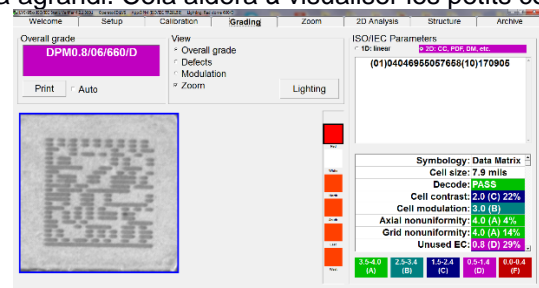 agrandi. Cela aidera à visualiser les petits
Welcome Setup Calibration Grading Zoom 2D Analysis Structure Archive
Overall grade
DPM0.8/06/660/D
Print Auto
View
Overall grade
Defects
Modulation
Zoom
Lighting
ISO/IEC Parameters
1D: linear 2D: CC, PDF, DM, etc.
(01)04046955057658(10)170905
Symbology: Data Matrix
Cell size: 7.9 mils
Decode: PASS
Cell contrast: 2.0 (C) 22%
Cell modulation: 3.0 (B)
Axial nonuniformity: 4.0 (A) 4%
Grid nonuniformity: 4.0 (A) 14%
Unused EC: 0.8 (D) 29%
3.5-4.0 2.5-3.4 1.5-2.4 0.5-1.4 0.0-0.4
(A) (B) (C) (D) (F)